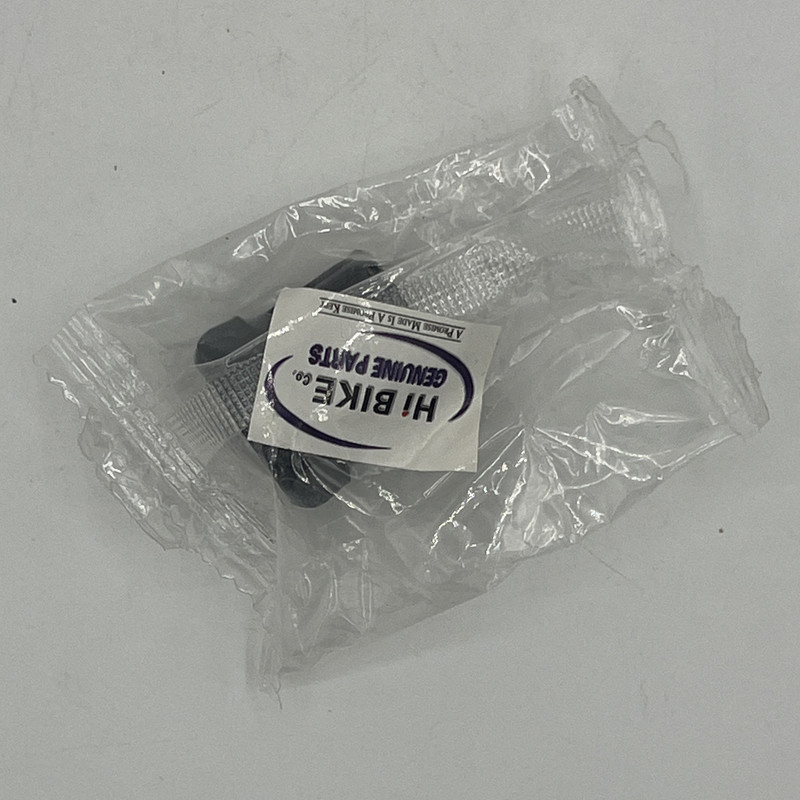 Hi BIKE Co,
GENUINE PARTS
A PROMISE MADE IS A PROMISE KEPT